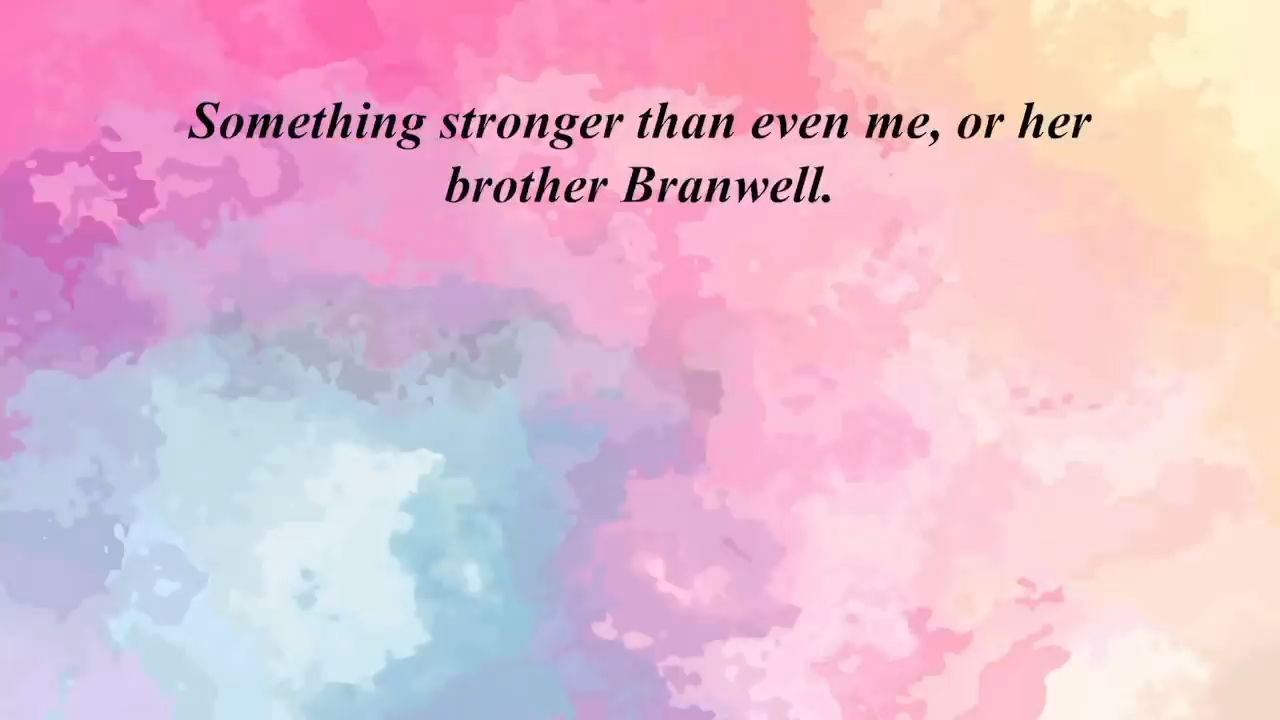 Something stronger than even me, or her
brother Branwell.